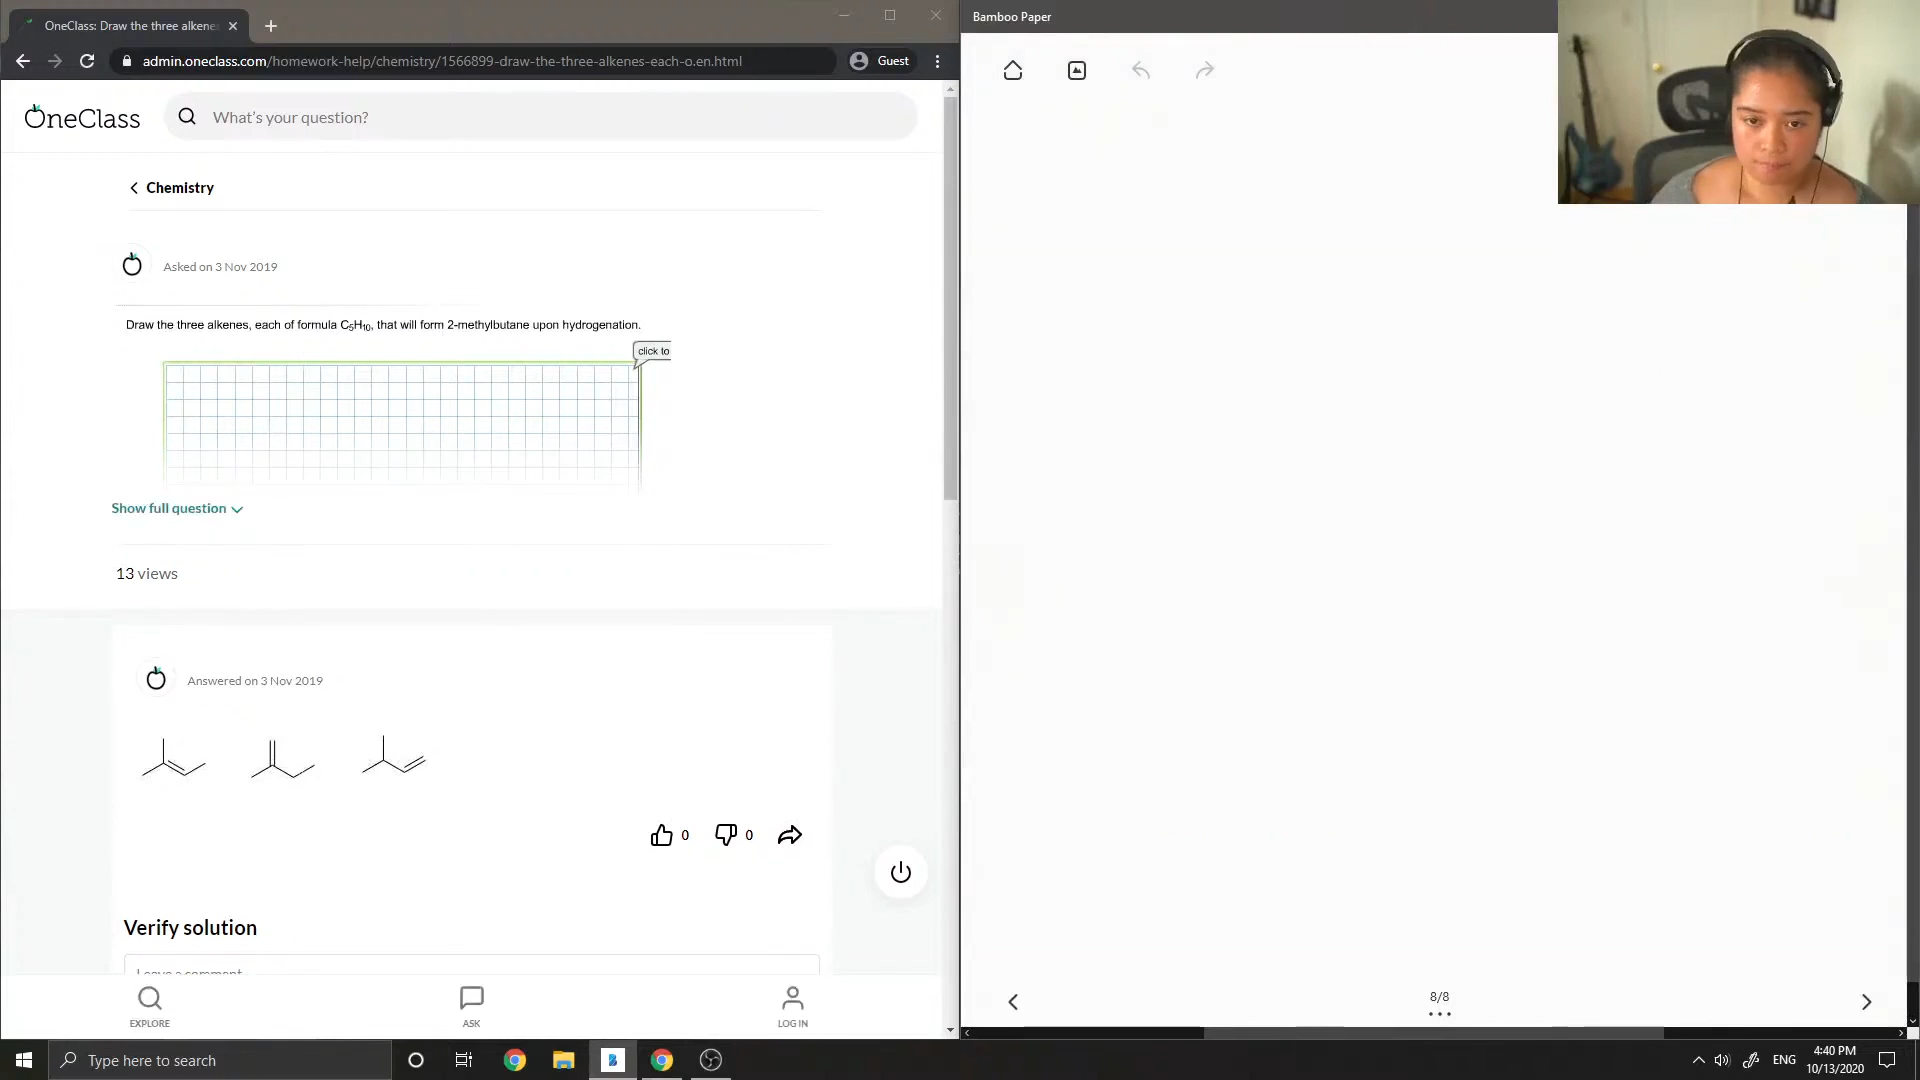 OneClass: Draw the three alkene
Bamboo Paper
admin.oneclass.com/homework-help/chemistry/1566899-draw-the-three-alkenes-each-o.en.html
Guest
OneClass
What's your question?
Chemistry
Asked on 3 Nov 2019
Draw the three alkenes, each of formula C₅H₁₀, that will form 2-methylbutane upon hydrogenation.
click to
Show full question
13 views
Answered on 3 Nov 2019
0
0
Verify solution
Leave a comment
EXPLORE
ASK
LOG IN
8/8
Type here to search
ENG
4:40 PM
10/13/2020